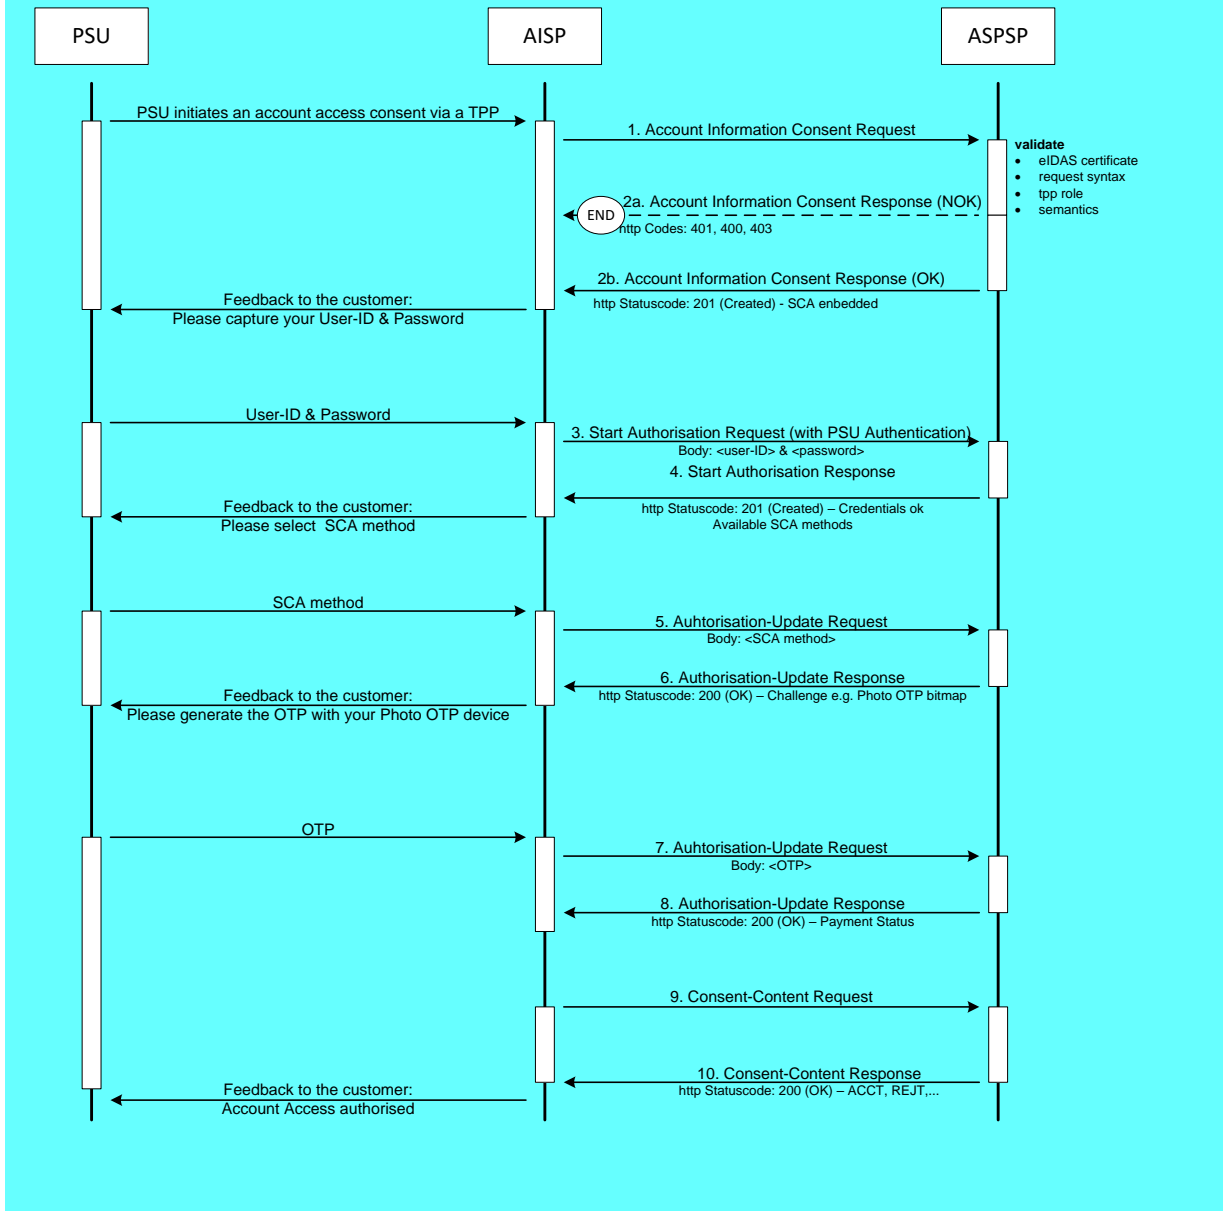 PSU
AISP
ASPSP
PSU initiates an account access consent via a TPP
1. Account Information Consent Request
validate
• eIDAS certificate
• request syntax
• tpp role
• semantics
2a. Account Information Consent Response (NOK)
END
http Codes: 401, 400, 403
2b. Account Information Consent Response (OK)
http Statuscode: 201 (Created) - SCA enbedded
Feedback to the customer:
Please capture your User-ID & Password
User-ID & Password
3. Start Authorisation Request (with PSU Authentication)
Body: <user-ID> & <password>
4. Start Authorisation Response
http Statuscode: 201 (Created) – Credentials ok
Available SCA methods
Feedback to the customer:
Please select  SCA method
SCA method
5. Auhtorisation-Update Request
Body: <SCA method>
6. Authorisation-Update Response
http Statuscode: 200 (OK) – Challenge e.g. Photo OTP bitmap
Feedback to the customer:
Please generate the OTP with your Photo OTP device
OTP
7. Auhtorisation-Update Request
Body: <OTP>
8. Authorisation-Update Response
http Statuscode: 200 (OK) – Payment Status
9. Consent-Content Request
10. Consent-Content Response
http Statuscode: 200 (OK) – ACCT, REJT,...
Feedback to the customer:
Account Access authorised